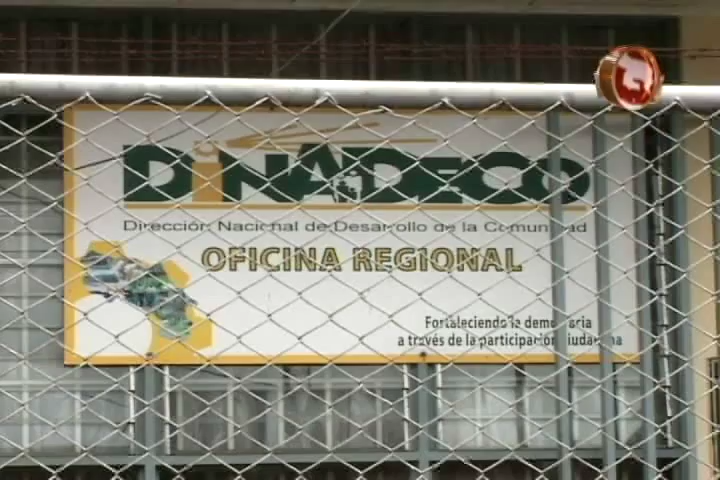 DINADECO
Dirección Nacional de Desarrollo de la Comunidad
OFICINA REGIONAL
Fortaleciendo la democracia
a través de la participación ciudadana